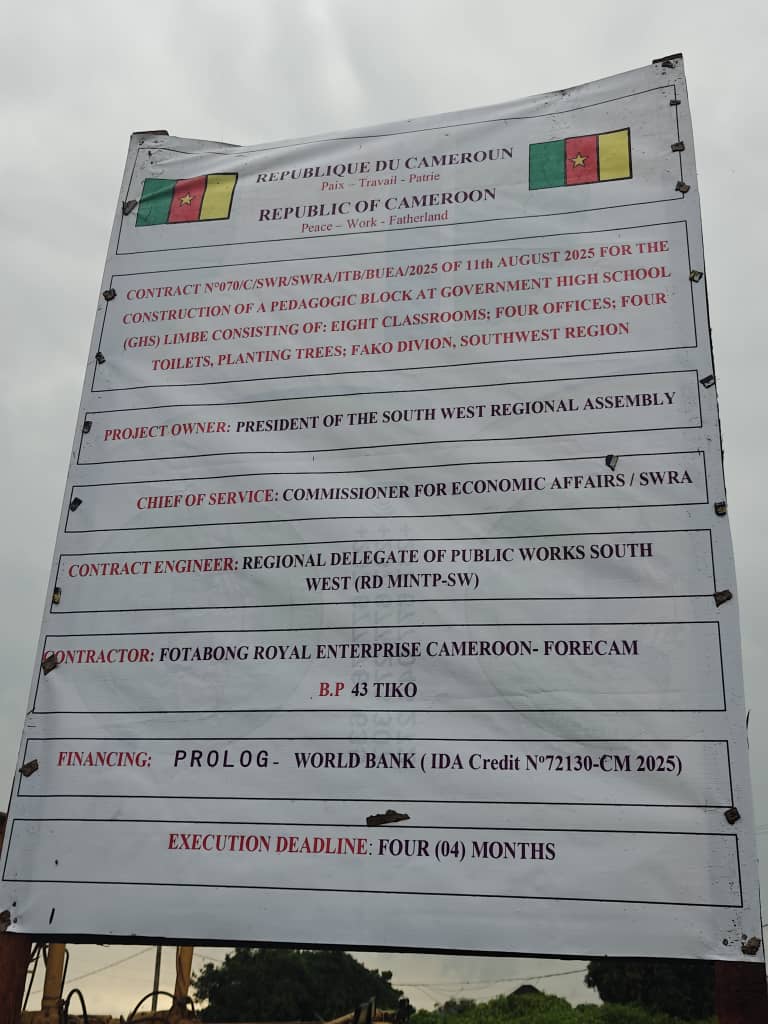 REPUBLIQUE DU CAMEROUN
Paix – Travail - Patrie
REPUBLIC OF CAMEROON
Peace – Work - Fatherland
CONTRACT N°070/C/SWR/SWRA/ITB/BUEA/2025 OF 11th AUGUST 2025 FOR THE
CONSTRUCTION OF A PEDAGOGIC BLOCK AT GOVERNMENT HIGH SCHOOL
(GHS) LIMBE CONSISTING OF: EIGHT CLASSROOMS; FOUR OFFICES; FOUR
TOILETS, PLANTING TREES; FAKO DIVION, SOUTHWEST REGION
PROJECT OWNER: PRESIDENT OF THE SOUTH WEST REGIONAL ASSEMBLY
CHIEF OF SERVICE: COMMISSIONER FOR ECONOMIC AFFAIRS / SWRA
CONTRACT ENGINEER: REGIONAL DELEGATE OF PUBLIC WORKS SOUTH
WEST (RD MINTP-SW)
CONTRACTOR: FOTABONG ROYAL ENTERPRISE CAMEROON- FORECAM
B.P 43 TIKO
FINANCING: PROLOG - WORLD BANK ( IDA Credit Nº72130-CM 2025)
EXECUTION DEADLINE: FOUR (04) MONTHS